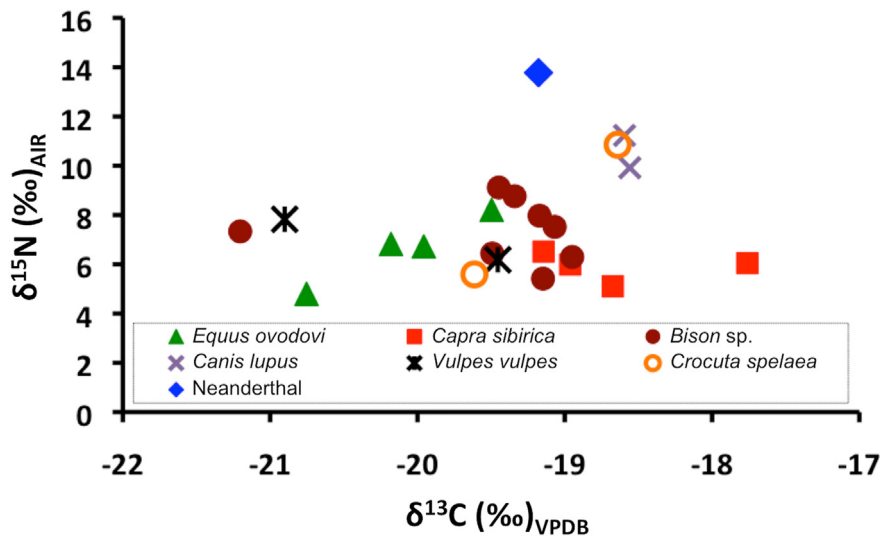 16
14
12
10
8
6
4
2
0
δ¹⁵N (‰)AIR
Equus ovodovi Capra sibirica Bison sp.
Canis lupus Vulpes vulpes Crocuta spelaea
Neanderthal
-22 -21 -20 -19 -18 -17
δ¹³C (‰)VPDB